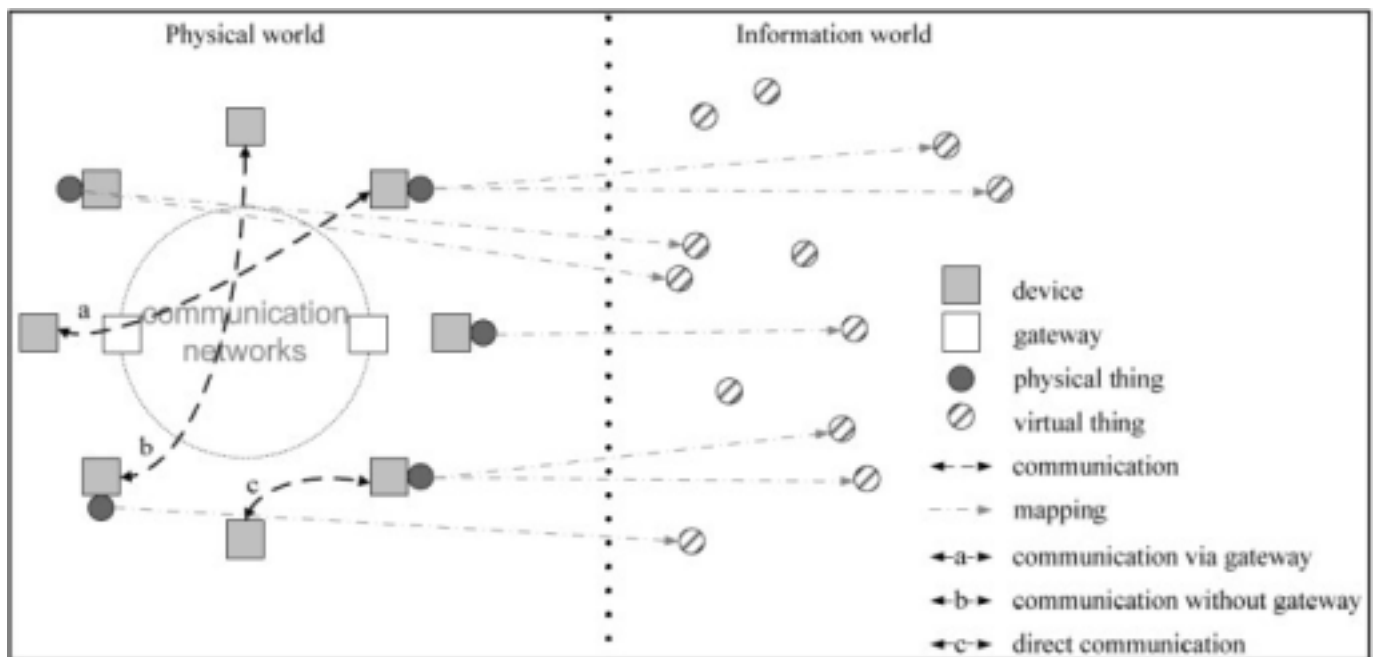 Physical world
Information world
a
communication
networks
b
c
device
gateway
physical thing
virtual thing
communication
mapping
a communication via gateway
b communication without gateway
c direct communication